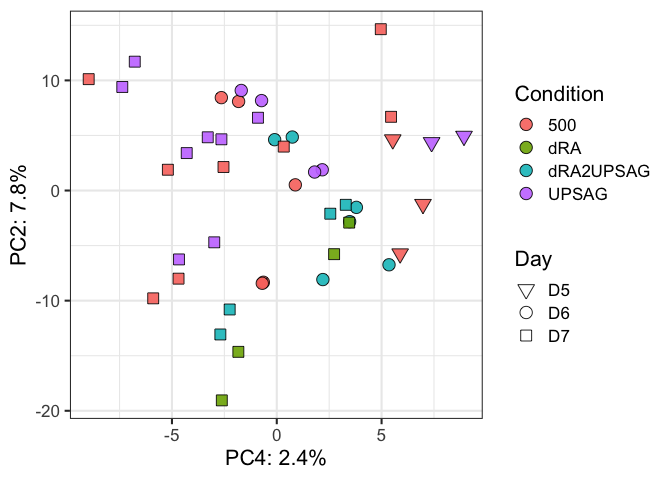 10
0
-10
-20
-5
0
5
PC2: 7.8%
PC4: 2.4%
Condition
500
dRA
dRA2UPSAG
UPSAG
Day
D5
D6
D7